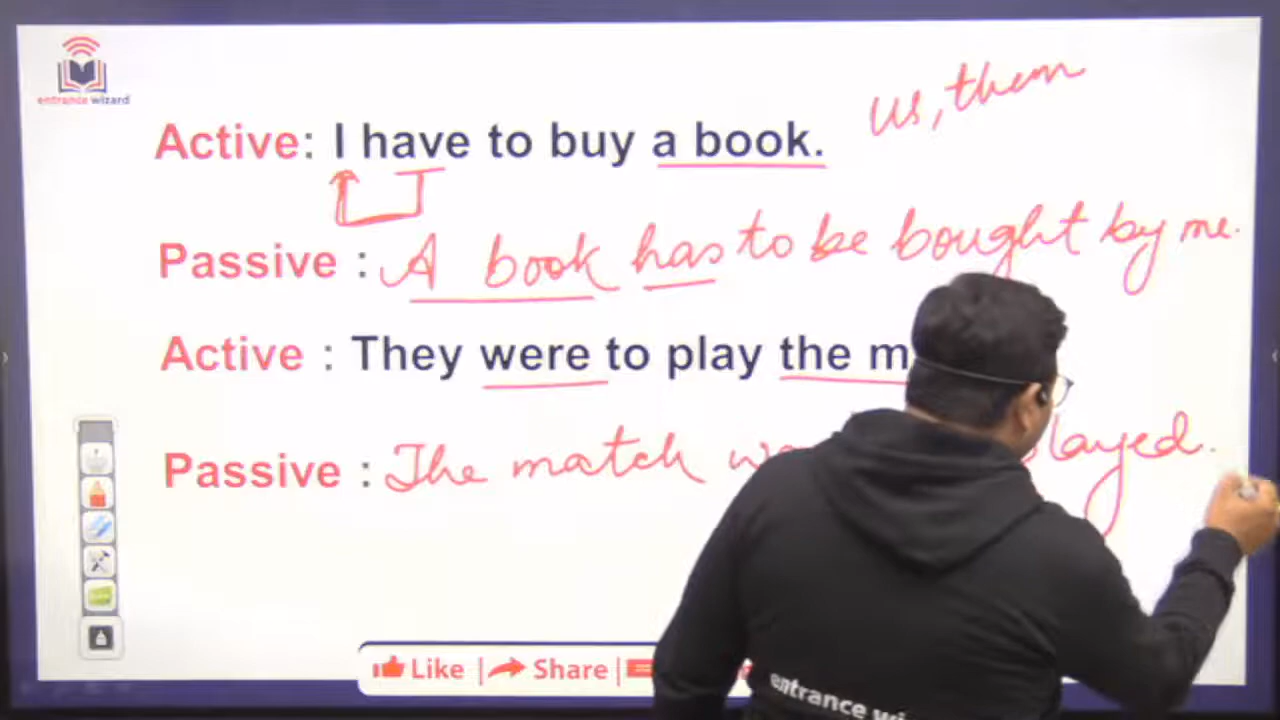 entrance wizard
us, them
Active: I have to buy a book.
Passive : A book has to be bought by me.
Active : They were to play the m
Passive : The match layed.
Like | Share |
entrance wi